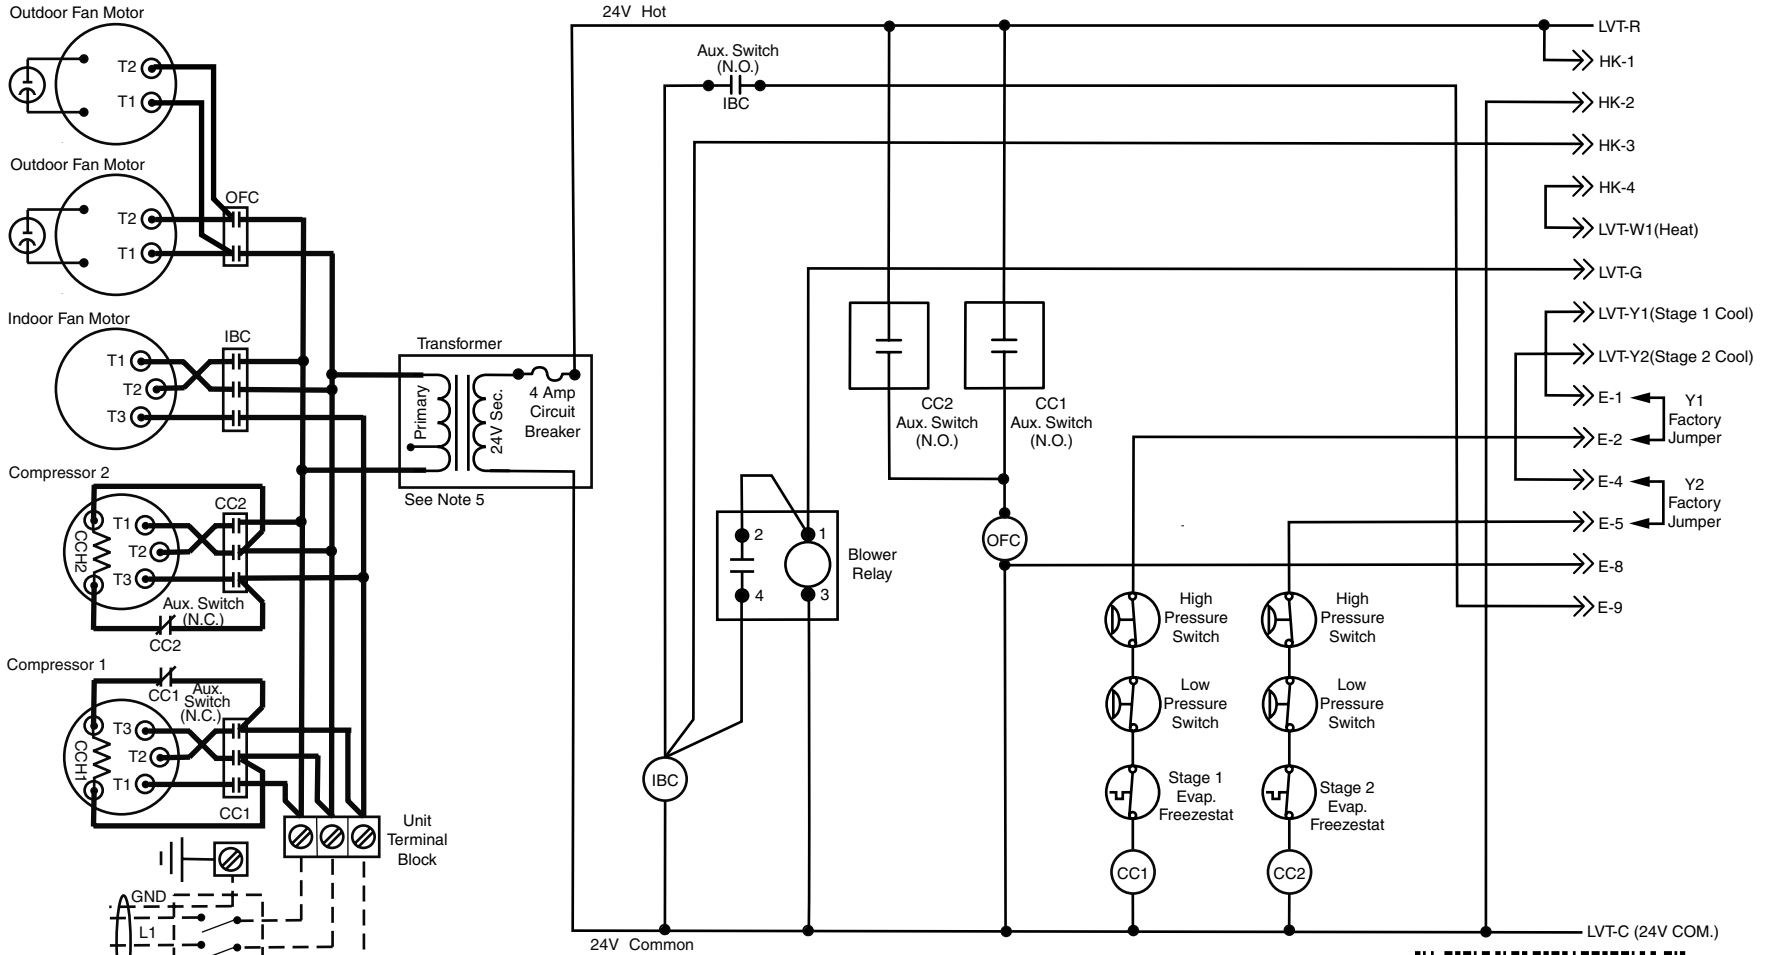 Outdoor Fan Motor
T2
T1
Outdoor Fan Motor
T2
T1
OFC
Indoor Fan Motor
T1
T2
T3
IBC
Compressor 2
T1
T2
T3
CCH2
CC2
Aux. Switch
(N.C.)
CC2
Compressor 1
CC1
Aux.
Switch
(N.C.)
T3
T2
T1
CCH1
CC1
Unit
Terminal
Block
GND
L1
Transformer
Primary
24V Sec.
4 Amp
Circuit
Breaker
See Note 5
24V Hot
Aux. Switch
(N.O.)
IBC
CC2
Aux. Switch
(N.O.)
CC1
Aux. Switch
(N.O.)
2
1
4
3
Blower
Relay
OFC
IBC
High
Pressure
Switch
Low
Pressure
Switch
Stage 1
Evap.
Freezestat
CC1
High
Pressure
Switch
Low
Pressure
Switch
Stage 2
Evap.
Freezestat
CC2
24V Common
LVT-R
HK-1
HK-2
HK-3
HK-4
LVT-W1(Heat)
LVT-G
LVT-Y1(Stage 1 Cool)
LVT-Y2(Stage 2 Cool)
E-1
E-2
Y1
Factory
Jumper
E-4
E-5
Y2
Factory
Jumper
E-8
E-9
LVT-C (24V COM.)